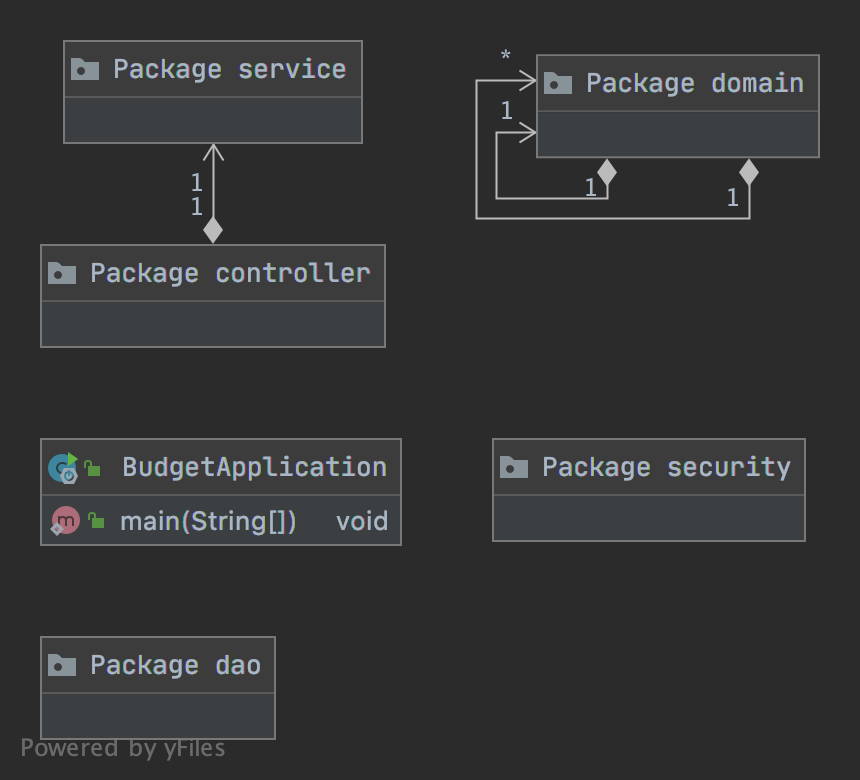 Package service
*
Package domain
1
1
1
1
1
Package controller
BudgetApplication
main(String[]) void
Package security
Package dao
Powered by yFiles